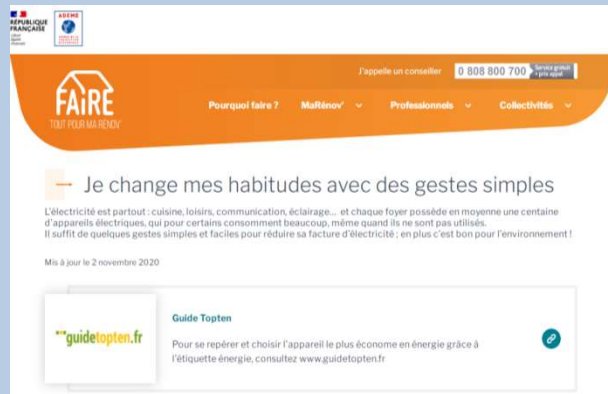 RÉPUBLIQUE
FRANÇAISE
Liberté
Égalité
Fraternité
ADEME
J'appelle un conseiller 0 808 800 700 Service gratuit
+ prix appel
FAiRE
TOUT POUR MA RÉNOV'
Pourquoi faire ? MaRénov' Professionnels Collectivités
Je change mes habitudes avec des gestes simples
L'électricité est partout : cuisine, loisirs, communication, éclairage... et chaque foyer possède en moyenne une centaine
d'appareils électriques, qui pour certains consomment beaucoup, même quand ils ne sont pas utilisés.
Il suffit de quelques gestes simples et faciles pour réduire sa facture d'électricité ; en plus c'est bon pour l'environnement !
Mis à jour le 2 novembre 2020
guidetopten.fr
Guide Topten
Pour se repérer et choisir l'appareil le plus économe en énergie grâce à
l'étiquette énergie, consultez www.guidetopten.fr